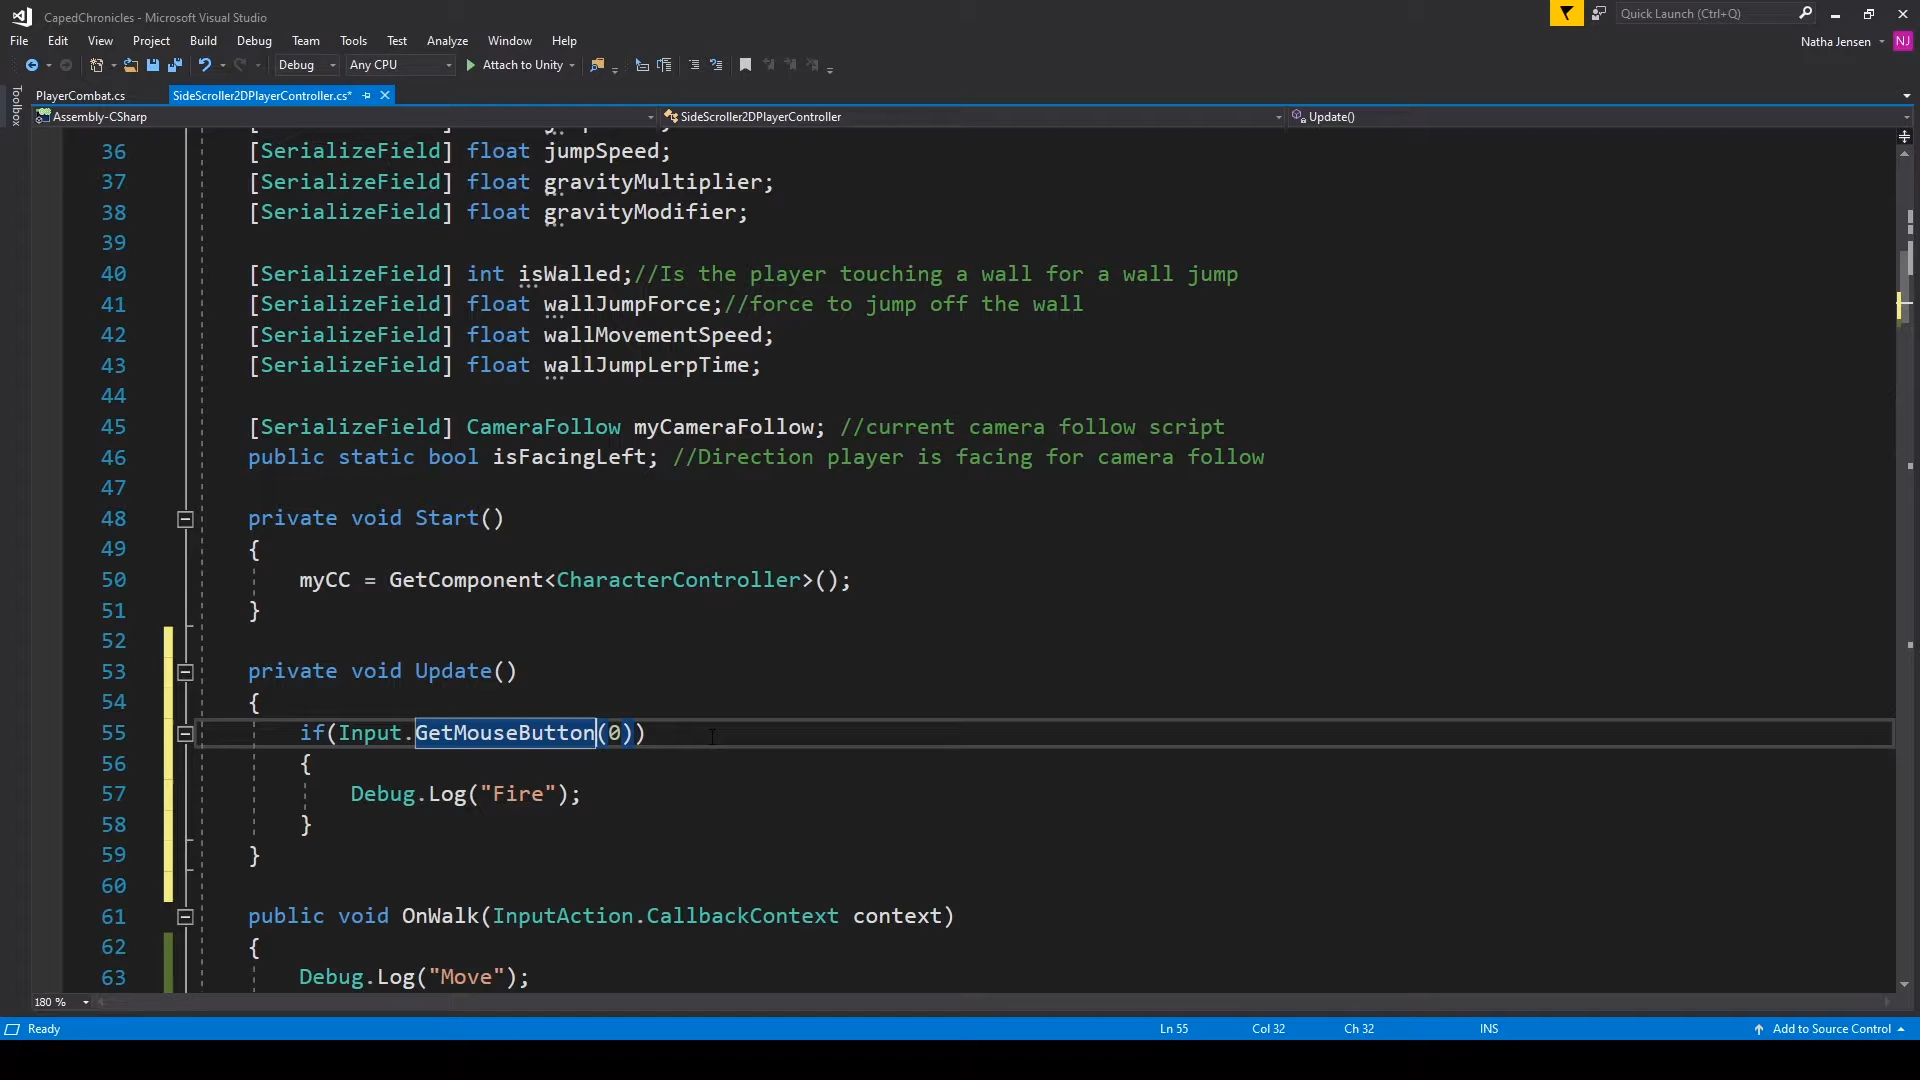 CapedChronicles - Microsoft Visual Studio
Quick Launch (Ctrl+Q)
File Edit View Project Build Debug Team Tools Test Analyze Window Help
Natha Jensen NJ
Debug Any CPU Attach to Unity
Toolbox
PlayerCombat.cs SideScroller2DPlayerController.cs*
Assembly-CSharp SideScroller2DPlayerController Update()
36 [SerializeField] float jumpSpeed;
37 [SerializeField] float gravityMultiplier;
38 [SerializeField] float gravityModifier;
39
40 [SerializeField] int isWalled;//Is the player touching a wall for a wall jump
41 [SerializeField] float wallJumpForce;//force to jump off the wall
42 [SerializeField] float wallMovementSpeed;
43 [SerializeField] float wallJumpLerpTime;
44
45 [SerializeField] CameraFollow myCameraFollow; //current camera follow script
46 public static bool isFacingLeft; //Direction player is facing for camera follow
47
48 private void Start()
49 {
50 myCC = GetComponent<CharacterController>();
51 }
52
53 private void Update()
54 {
55 if(Input.GetMouseButton(0))
56 {
57 Debug.Log("Fire");
58 }
59 }
60
61 public void OnWalk(InputAction.CallbackContext context)
62 {
63 Debug.Log("Move");
180 %
Ready Ln 55 Col 32 Ch 32 INS Add to Source Control